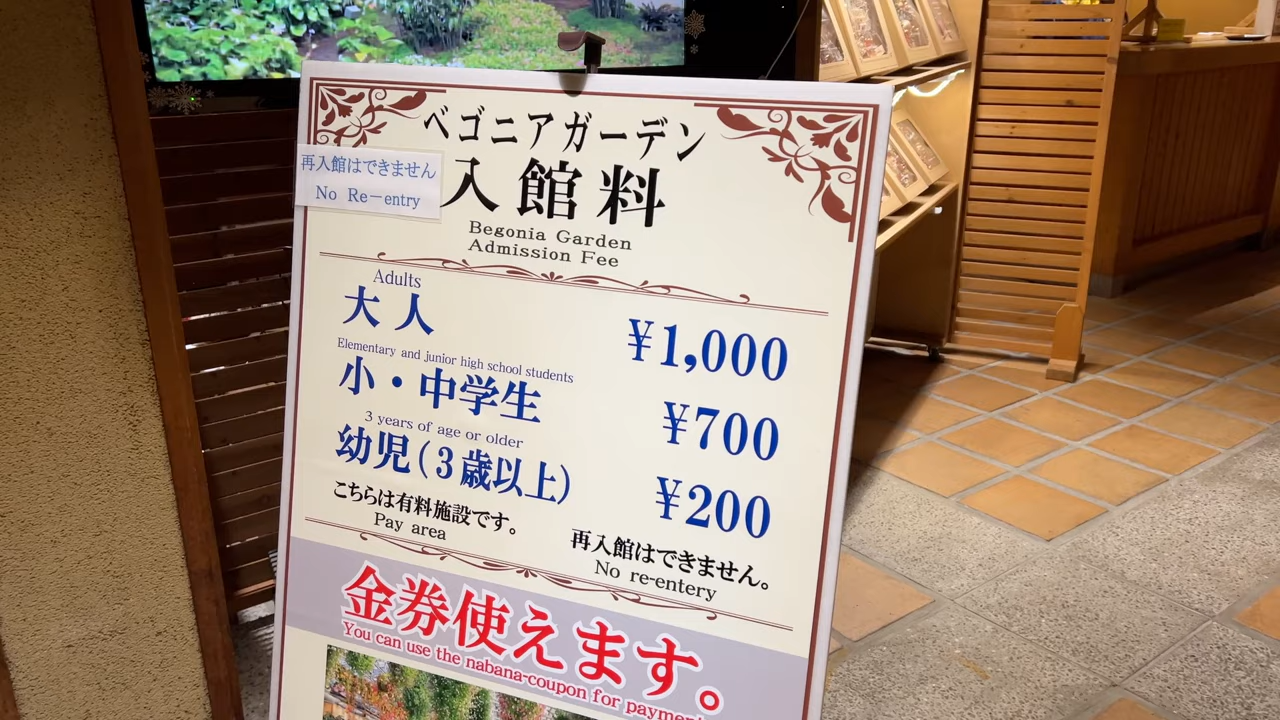 ベゴニアガーデン
再入館はできません
No Re-entry
入館料
Begonia Garden
Admission Fee
Adults
大人
¥1,000
Elementary and junior high school students
小・中学生
¥700
3 years of age or older
幼児(3歳以上)
¥200
こちらは有料施設です。
Pay area
再入館はできません。
No re-entery
金券使えます。
You can use the nabana-coupon for payment